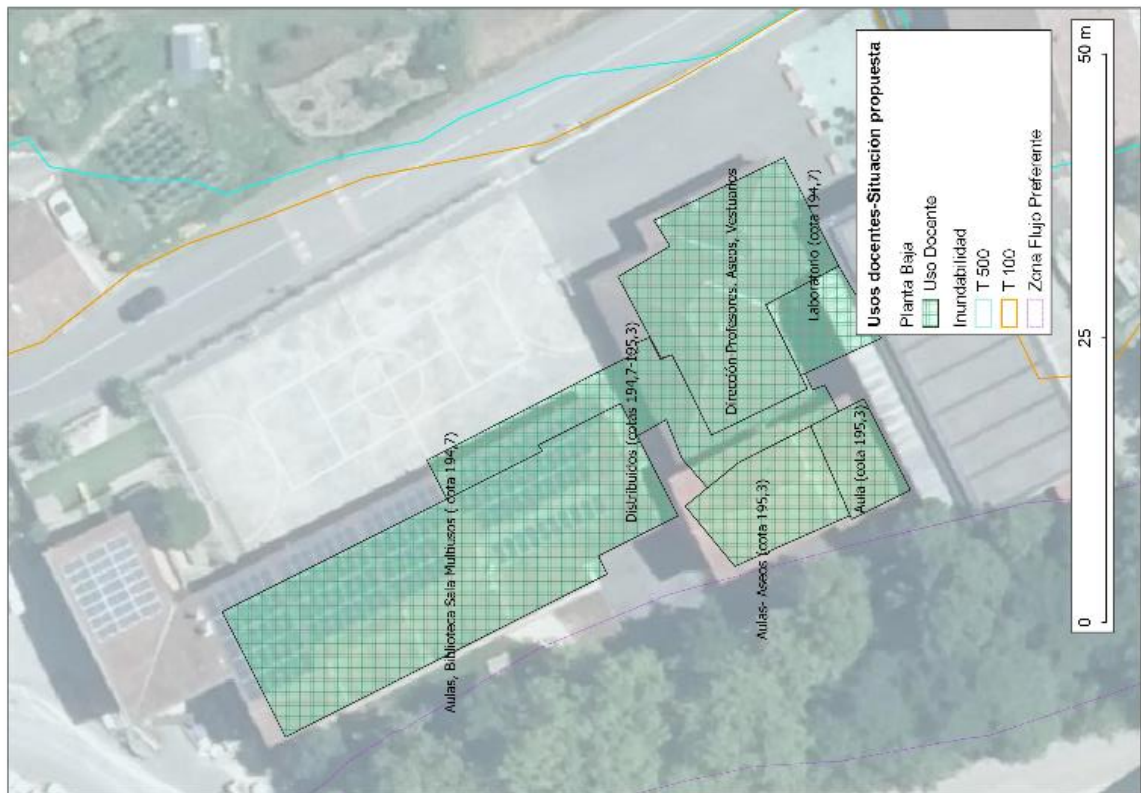 Aulas, Biblioteca Sala Multiusos ( cota 194,7)
Distribuidos (cotas 194,7-195,3)
Dirección-Profesores, Aseos, Vestuarios
Laboratorio (cota 194,7)
Aulas- Aseos (cota 195,3)
Aula (cota 195,3)
Usos docentes-Situación propuesta
Planta Baja
Uso Docente
Inundabilidad
T 500
T 100
Zona Flujo Preferente
0
25
50 m